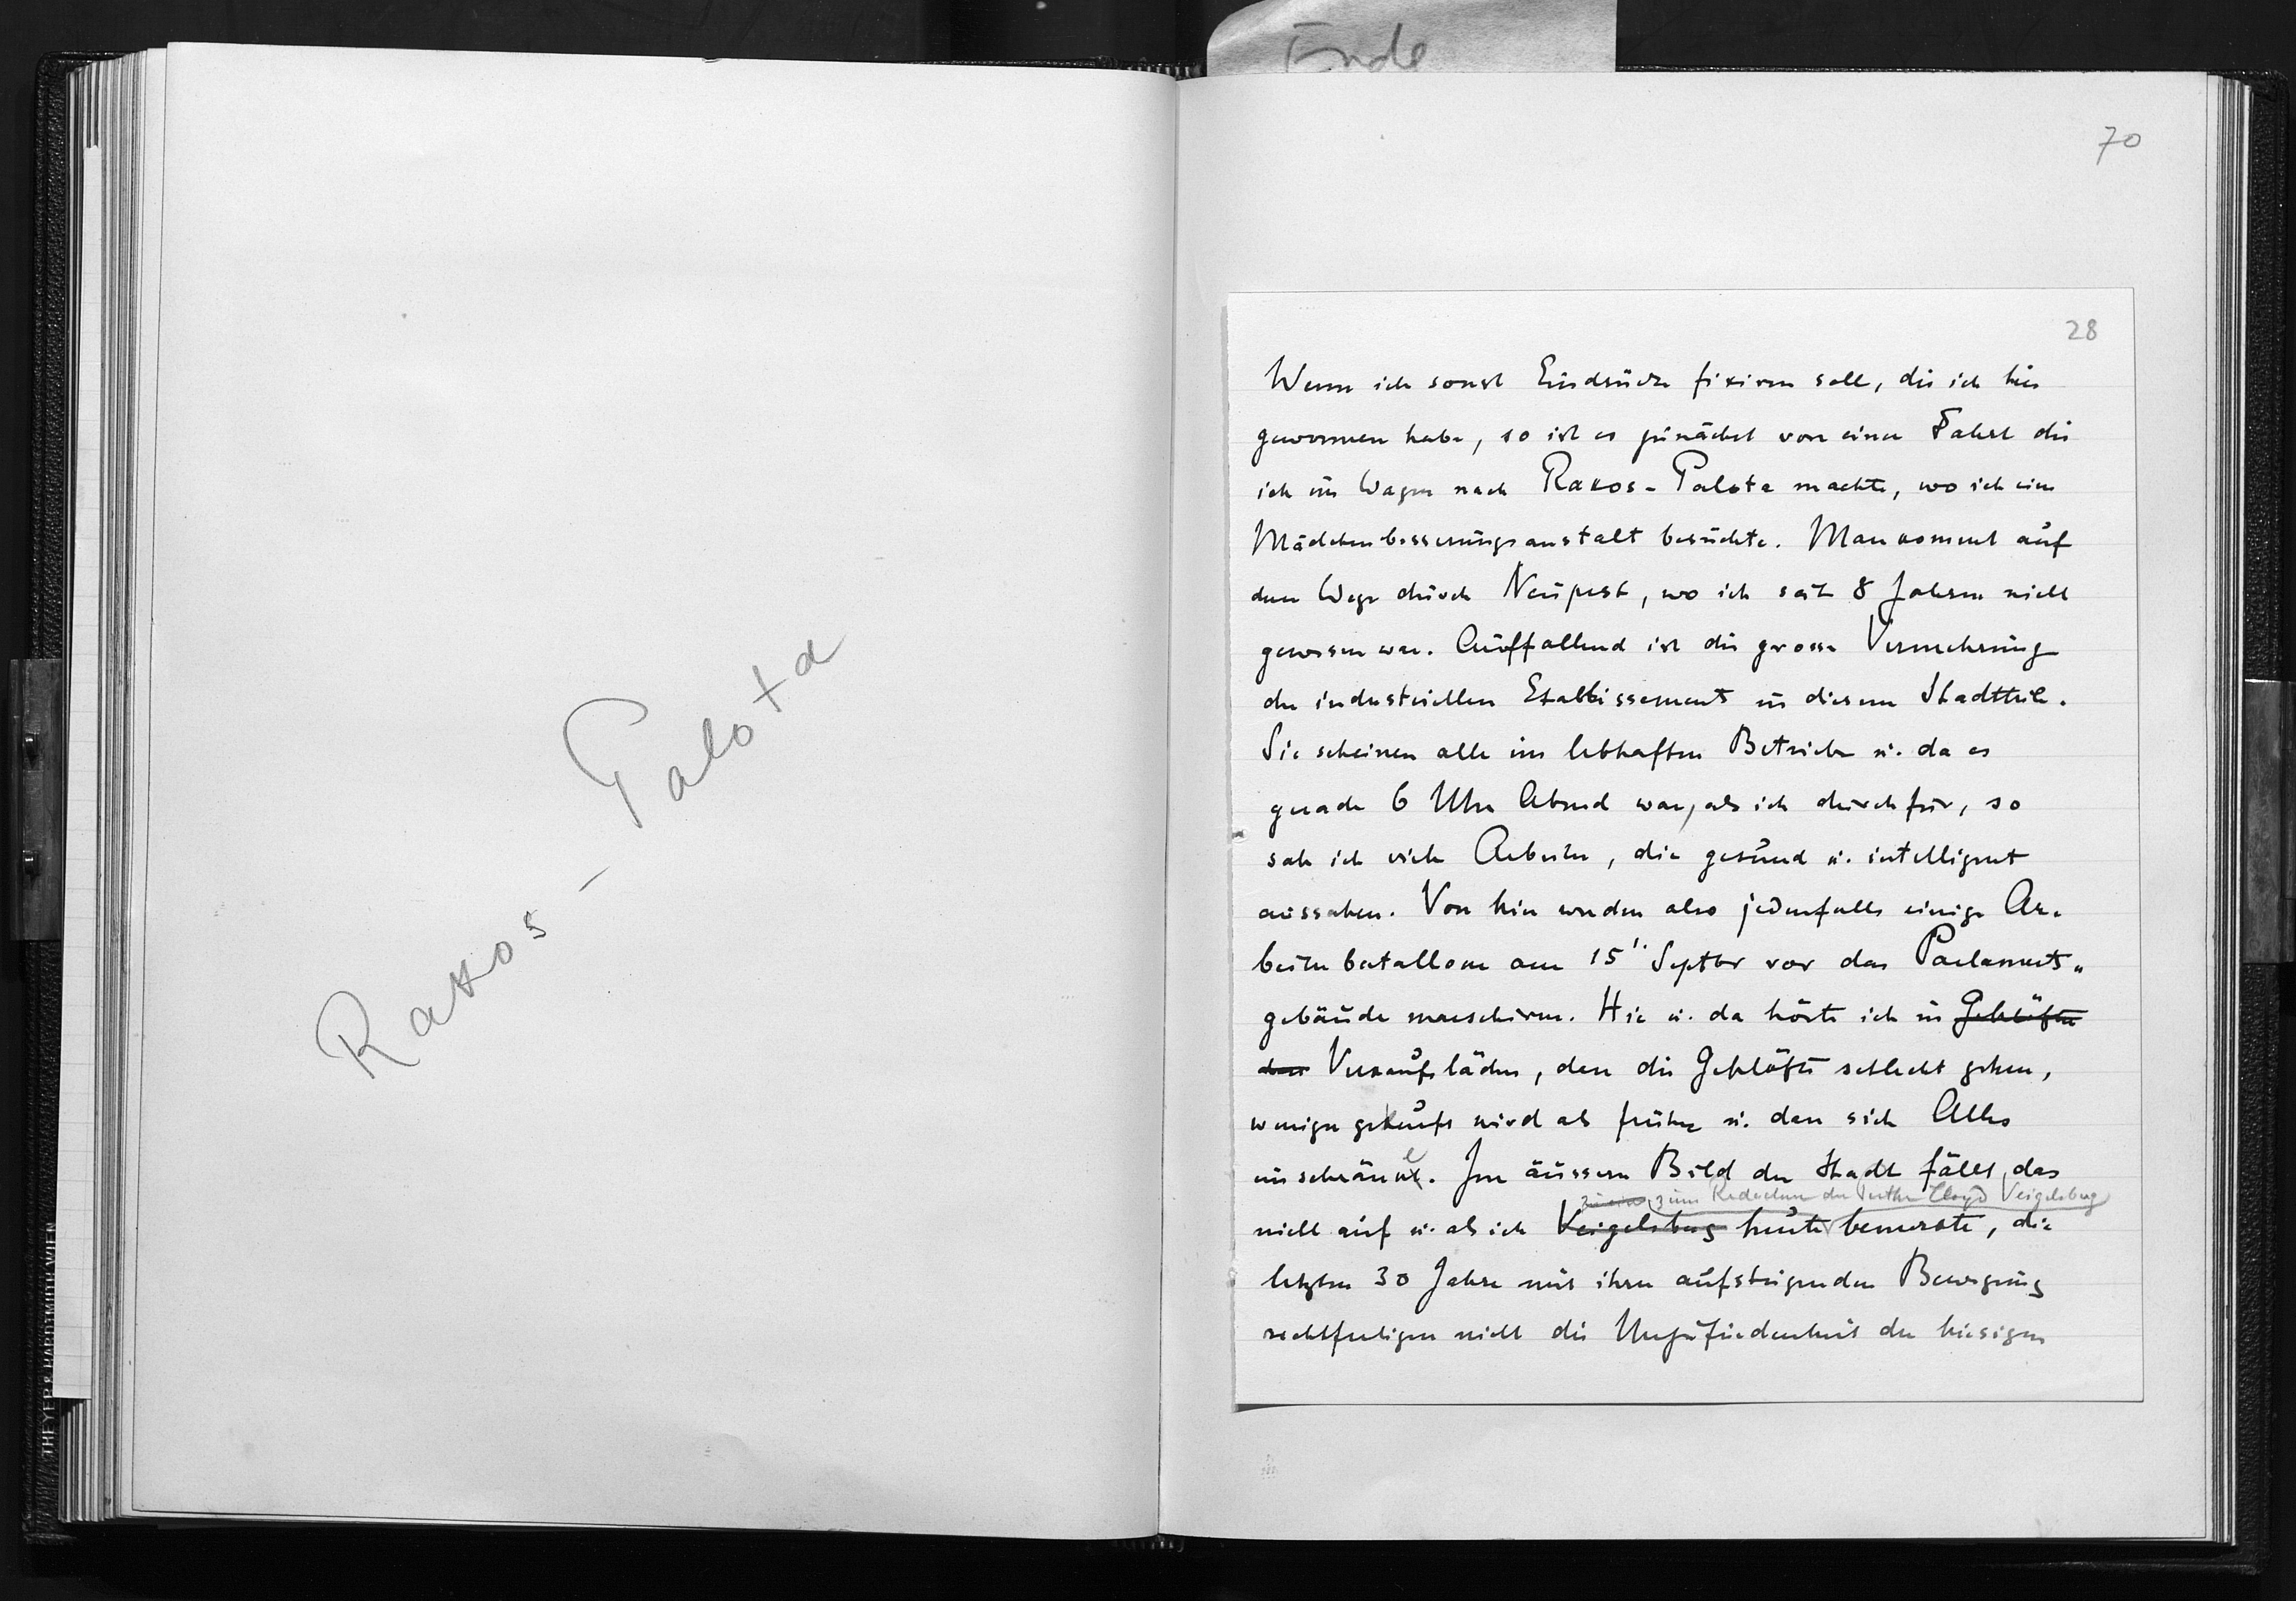 Ende
Rakos - Palota
THEYER & HARDTMUTH WIEN
70
28
Wenn ich sonst Eindrücke fixiren soll, die ich hier
gewonnen habe, so ist es zunächst von einer Fahrt die
ich im Wagen nach Rakos-Palota machte, wo ich eine
Mädchenbesserungsanstalt besuchte. Man kommt auf
dem Wege durch Neupest, wo ich seit 8 Jahren nicht
gewesen war. Auffallend ist die grosse Vermehrung
der industriellen Etablissements in diesem Stadttheile.
Sie scheinen alle im lebhaften Betriebe u. da es
gerade 6 Uhr Abend war, als ich durchfur, so
sah ich viele Arbeiter, die gesund u. intelligent
aussahen. Von hier werden also jedenfalls einige Ar-
beiterbatallone am 15' Septbr vor das Parlaments-
gebäude marschiren. Hie u. da hörte ich in Geschäften
dass Verkaufsläden, dass die Geschäfte schlecht gehen,
weniger gekauft wird als früher u. dass sich Alles
einschränke. Im äussern Bild der Stadt fällt das
zum Redacteur des Pester Lloyd Veigelsberg
nicht auf u. als ich Veigelsberg heute bemerkte, die
letzten 30 Jahre mit ihrer aufsteigenden Bewegung
rechtfertigen nicht die Unzufriedenheit der hiesigen